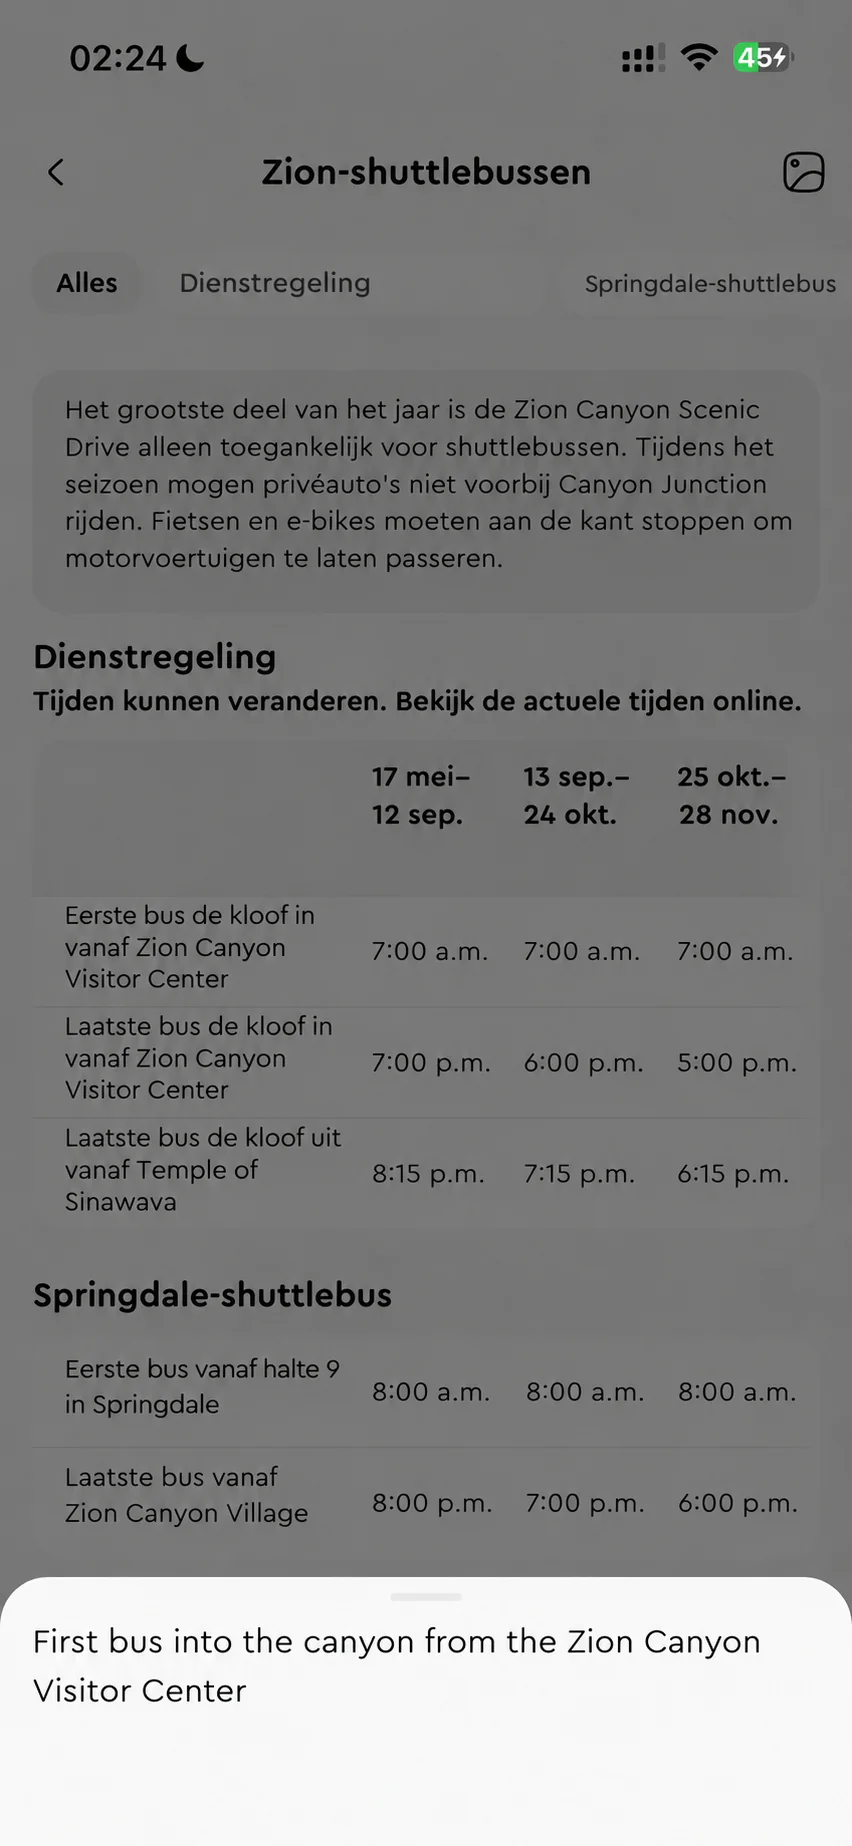 02:24
45
Zion-shuttlebussen
Alles Dienstregeling Springdale-shuttlebus
Het grootste deel van het jaar is de Zion Canyon Scenic
Drive alleen toegankelijk voor shuttlebussen. Tijdens het
seizoen mogen privéauto's niet voorbij Canyon Junction
rijden. Fietsen en e-bikes moeten aan de kant stoppen om
motorvoertuigen te laten passeren.
Dienstregeling
Tijden kunnen veranderen. Bekijk de actuele tijden online.
17 mei– 13 sep.– 25 okt.–
12 sep. 24 okt. 28 nov.
Eerste bus de kloof in
vanaf Zion Canyon
Visitor Center
7:00 a.m. 7:00 a.m. 7:00 a.m.
Laatste bus de kloof in
vanaf Zion Canyon
Visitor Center
7:00 p.m. 6:00 p.m. 5:00 p.m.
Laatste bus de kloof uit
vanaf Temple of
Sinawava
8:15 p.m. 7:15 p.m. 6:15 p.m.
Springdale-shuttlebus
Eerste bus vanaf halte 9
in Springdale
8:00 a.m. 8:00 a.m. 8:00 a.m.
Laatste bus vanaf
Zion Canyon Village
8:00 p.m. 7:00 p.m. 6:00 p.m.
First bus into the canyon from the Zion Canyon
Visitor Center